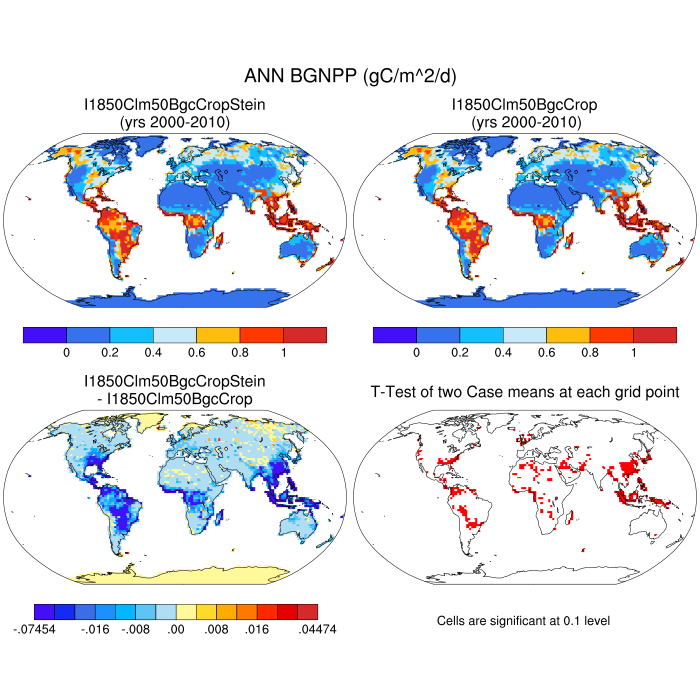 ANN BGNPP (gC/m^2/d)
I1850Clm50BgcCropStein
(yrs 2000-2010)
I1850Clm50BgcCrop
(yrs 2000-2010)
0 0.2 0.4 0.6 0.8 1
0 0.2 0.4 0.6 0.8 1
I1850Clm50BgcCropStein
- I1850Clm50BgcCrop
T-Test of two Case means at each grid point
-.07454 -.016 -.008 .00 .008 .016 .04474
Cells are significant at 0.1 level